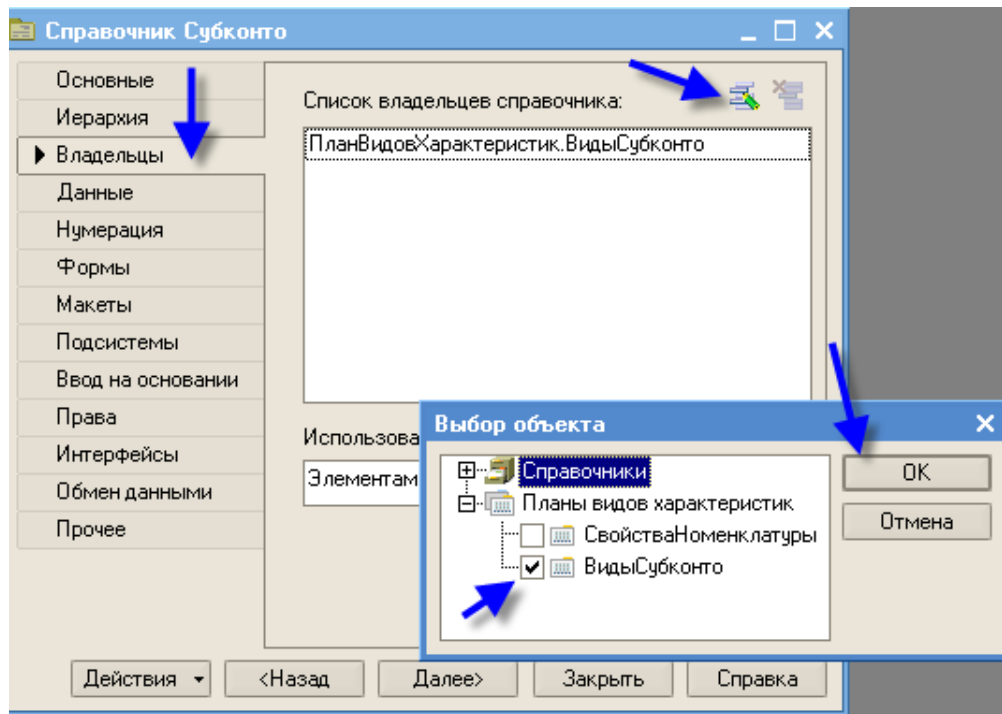 Справочник Субконто
Основные
Иерархия
Владельцы
Данные
Нумерация
Формы
Макеты
Подсистемы
Ввод на основании
Права
Интерфейсы
Обмен данными
Прочее
Список владельцев справочника:
ПланВидовХарактеристик.ВидыСубконто
Использова
Элементам
Выбор объекта
Справочники
Планы видов характеристик
СвойстваНоменклатуры
ВидыСубконто
OK
Отмена
Действия
<Назад
Далее>
Закрыть
Справка